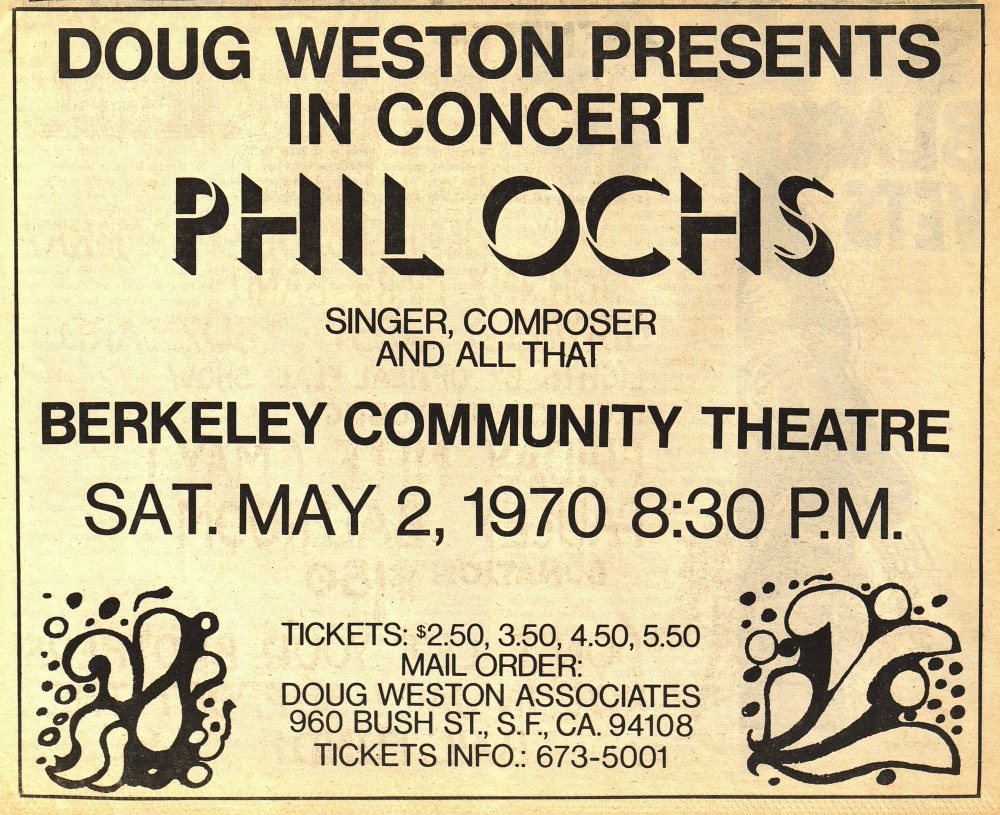 DOUG WESTON PRESENTS
IN CONCERT
PHIL OCHS
SINGER, COMPOSER
AND ALL THAT
BERKELEY COMMUNITY THEATRE
SAT. MAY 2, 1970 8:30 P.M.
TICKETS: $2.50, 3.50, 4.50, 5.50
MAIL ORDER:
DOUG WESTON ASSOCIATES
960 BUSH ST., S.F., CA. 94108
TICKETS INFO.: 673-5001